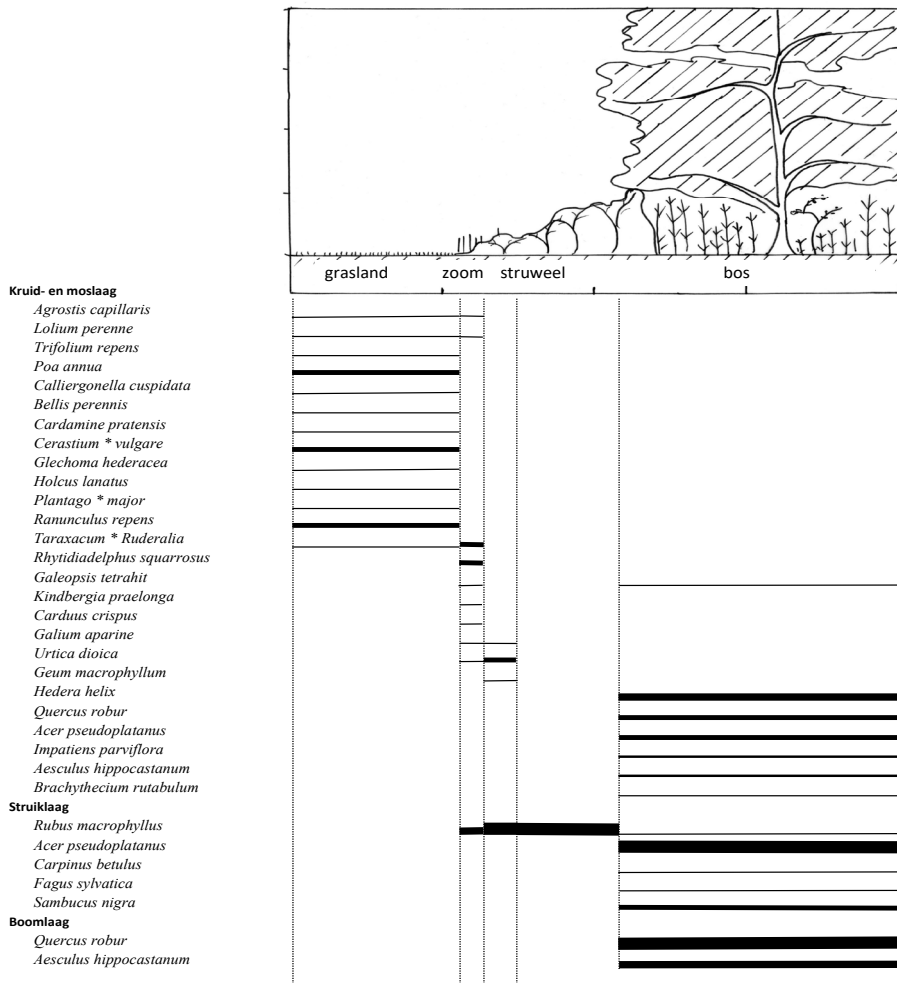 grasland zoom struweel bos
Kruid- en moslaag
Agrostis capillaris
Lolium perenne
Trifolium repens
Poa annua
Calliergonella cuspidata
Bellis perennis
Cardamine pratensis
Cerastium * vulgare
Glechoma hederacea
Holcus lanatus
Plantago * major
Ranunculus repens
Taraxacum * Ruderalia
Rhytidiadelphus squarrosus
Galeopsis tetrahit
Kindbergia praelonga
Carduus crispus
Galium aparine
Urtica dioica
Geum macrophyllum
Hedera helix
Quercus robur
Acer pseudoplatanus
Impatiens parviflora
Aesculus hippocastanum
Brachythecium rutabulum
Struiklaag
Rubus macrophyllus
Acer pseudoplatanus
Carpinus betulus
Fagus sylvatica
Sambucus nigra
Boomlaag
Quercus robur
Aesculus hippocastanum